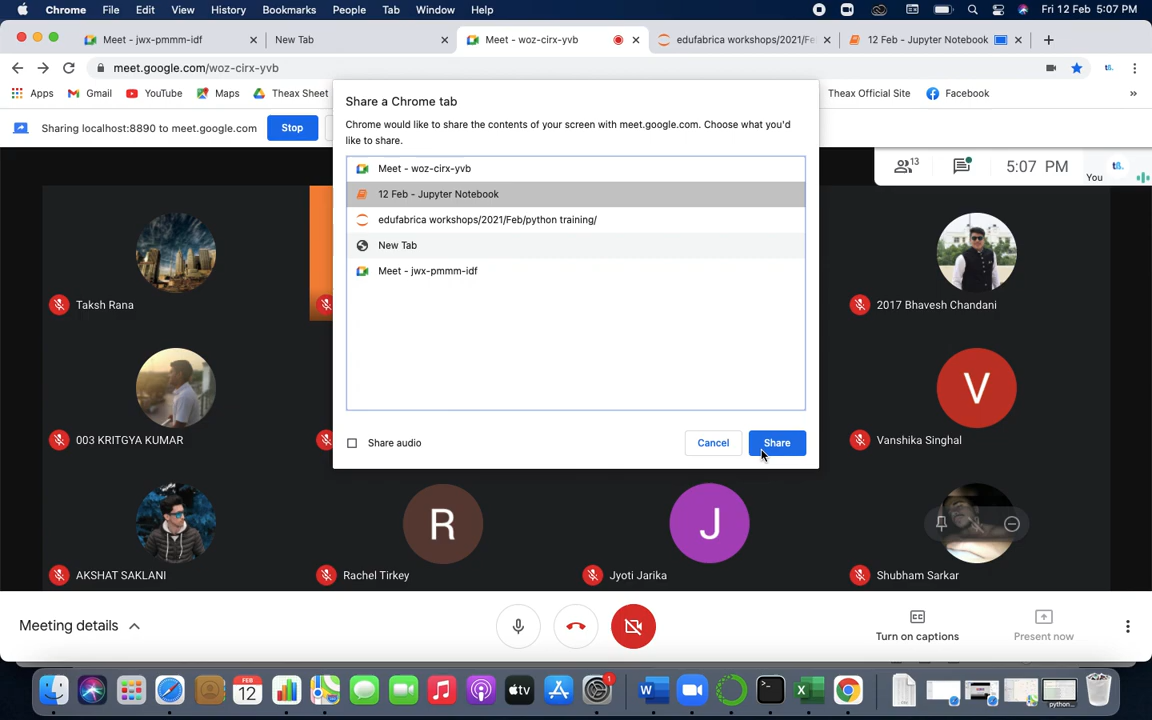 Chrome File Edit View History Bookmarks People Tab Window Help Fri 12 Feb 5:07 PM
Meet - jwx-pmmm-idf New Tab Meet - woz-cirx-yvb edufabrica workshops/2021/Fe 12 Feb - Jupyter Notebook
meet.google.com/woz-cirx-yvb
Apps Gmail YouTube Maps Theax Sheet Theax Official Site Facebook
Sharing localhost:8890 to meet.google.com Stop
Share a Chrome tab
Chrome would like to share the contents of your screen with meet.google.com. Choose what you'd
like to share.
Meet - woz-cirx-yvb
12 Feb - Jupyter Notebook
edufabrica workshops/2021/Feb/python training/
New Tab
Meet - jwx-pmmm-idf
Share audio
Cancel Share
13 5:07 PM You
Taksh Rana
2017 Bhavesh Chandani
003 KRITGYA KUMAR
V
Vanshika Singhal
AKSHAT SAKLANI
R
Rachel Tirkey
J
Jyoti Jarika
Shubham Sarkar
Meeting details
Turn on captions
Present now
FEB
12
tv
1
W
X
python...